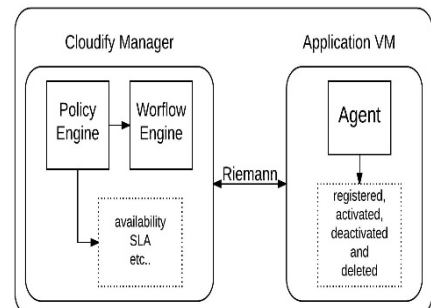 Cloudify Manager
Application VM
Policy
Engine
Worflow
Engine
Agent
Riemann
availability
SLA
etc..
registered,
activated,
deactivated
and
deleted